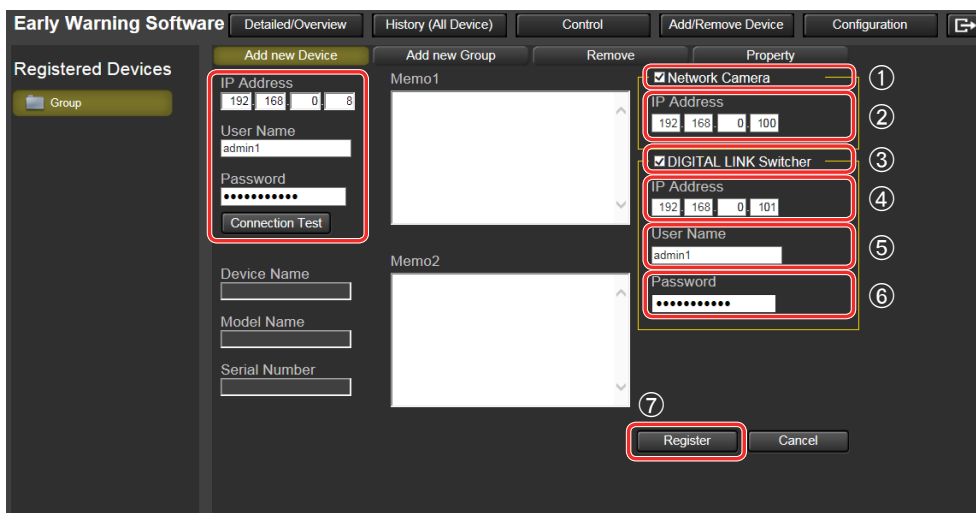 Early Warning Software
Detailed/Overview
History (All Device)
Control
Add/Remove Device
Configuration
Registered Devices
Group
Add new Device
Add new Group
Remove
Property
IP Address
192. 168. 0. 8
User Name
admin1
Password
•••••••••••
Connection Test
Device Name
Model Name
Serial Number
Memo1
Memo2
Network Camera
①
IP Address
192. 168. 0. 100
②
DIGITAL LINK Switcher
③
IP Address
192. 168. 0. 101
④
User Name
admin1
⑤
Password
•••••••••••
⑥
⑦
Register
Cancel